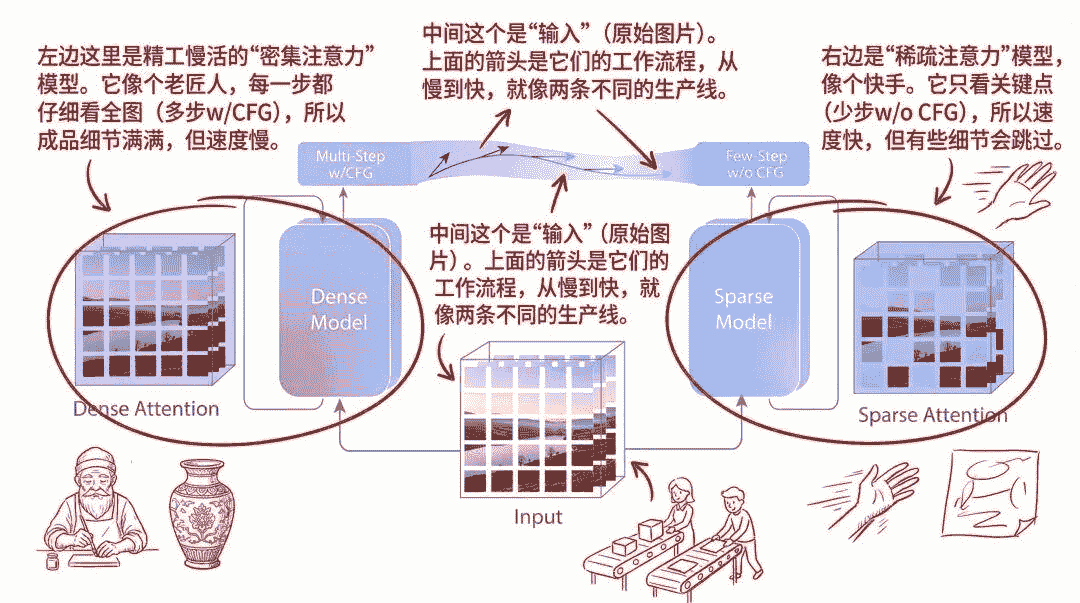 左边这里是精工慢活的“密集注意力”
模型。它像个老匠人，每一步都
仔细看全图（多步w/CFG），所以
成品细节满满，但速度慢。
中间这个是“输入”（原始图片）。
上面的箭头是它们的工作流程，从
慢到快，就像两条不同的生产线。
右边是“稀疏注意力”模型，
像个快手。它只看关键点
（少步w/o CFG），所以速
度快，但有些细节会跳过。
Multi-Step
w/CFG
Few-Step
w/o CFG
中间这个是“输入”（原始图
片）。上面的箭头是它们的
工作流程，从慢到快，就
像两条不同的生产线。
Dense
Model
Sparse
Model
Dense Attention
Sparse Attention
Input